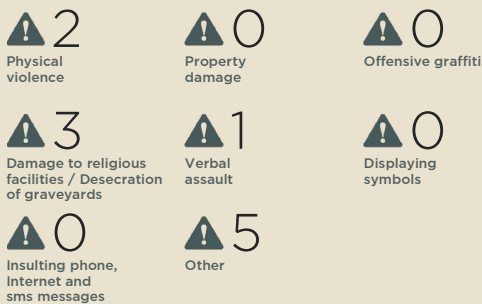 2
Physical
violence
0
Property
damage
0
Offensive graffiti
3
Damage to religious
facilities / Desecration
of graveyards
1
Verbal
assault
0
Displaying
symbols
0
Insulting phone,
Internet and
sms messages
5
Other